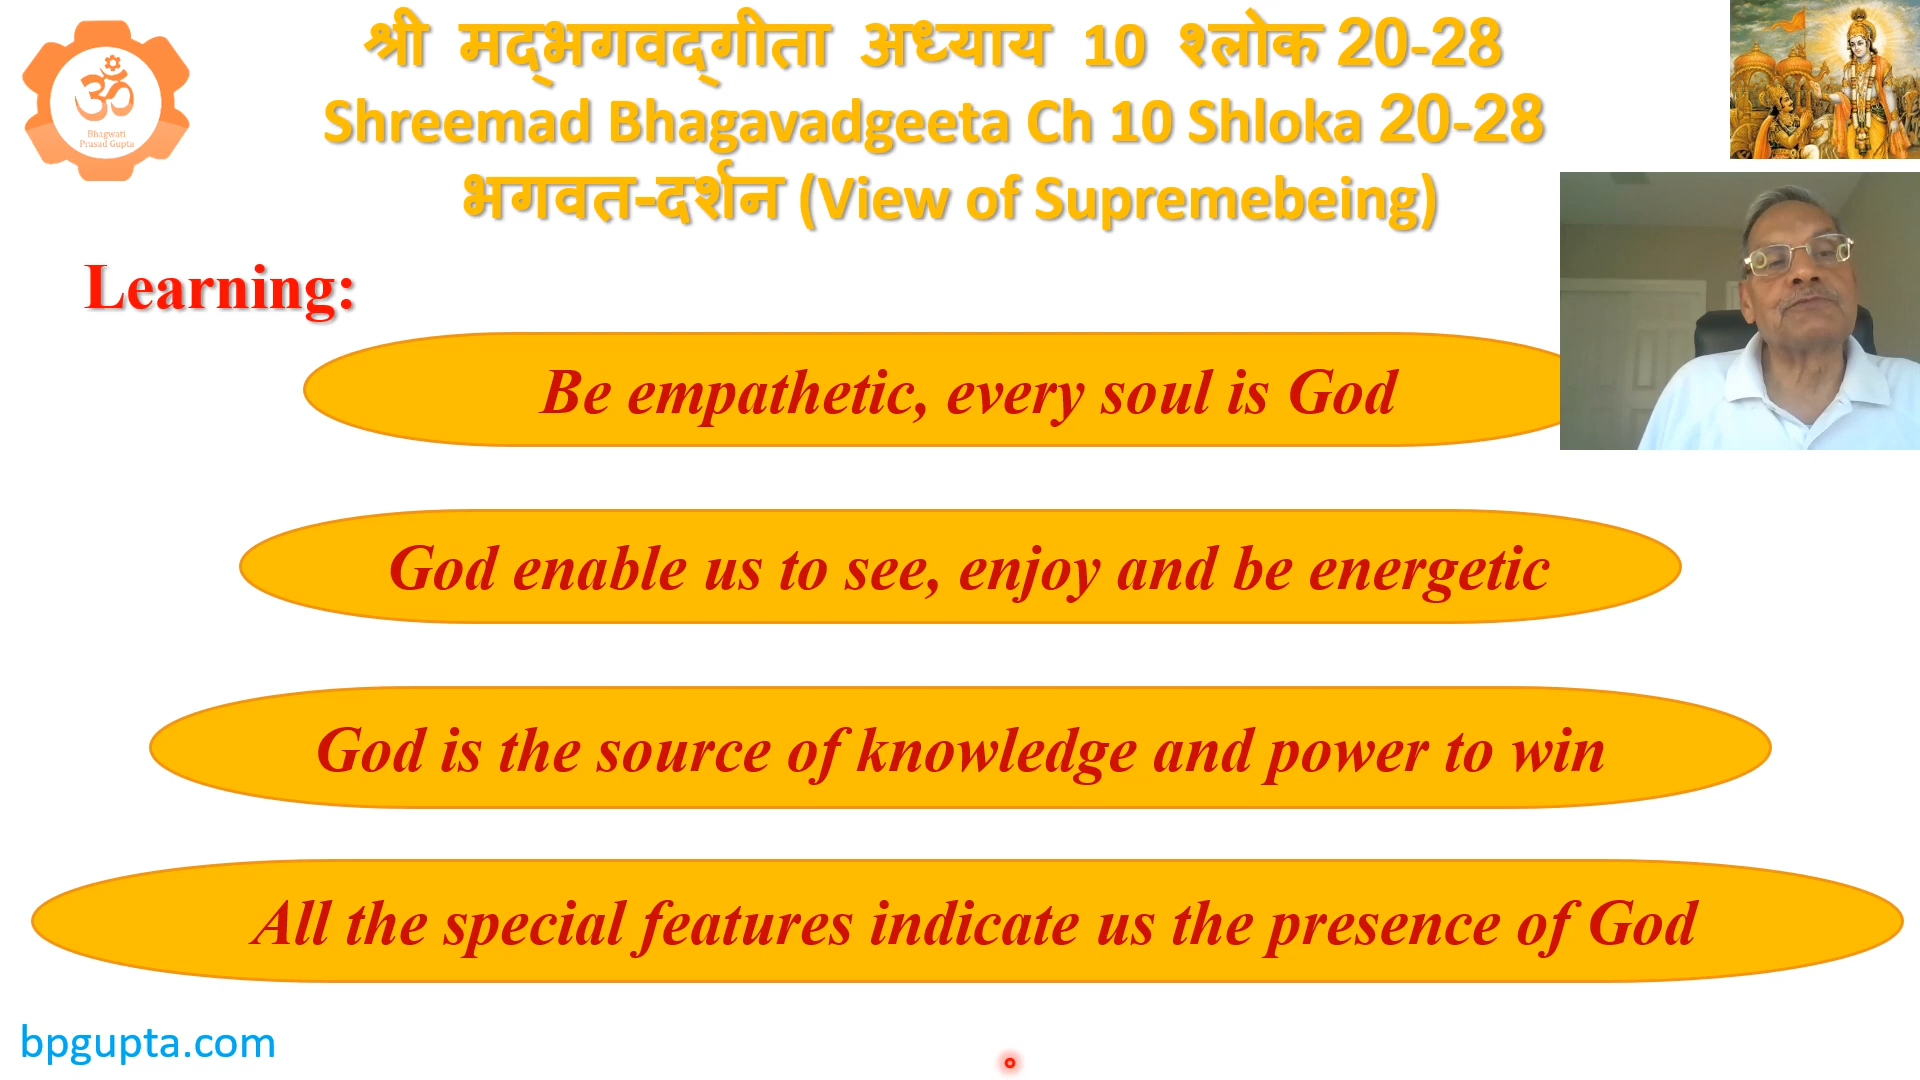 श्री मद्‌भगवद्‌गीता अध्याय 10 श्लोक 20-28
Shreemad Bhagavadgeeta Ch 10 Shloka 20-28
भगवत-दर्शन (View of Supremebeing)
ॐ
Bhagwati
Prasad Gupta
Learning:
Be empathetic, every soul is God
God enable us to see, enjoy and be energetic
God is the source of knowledge and power to win
All the special features indicate us the presence of God
bpgupta.com